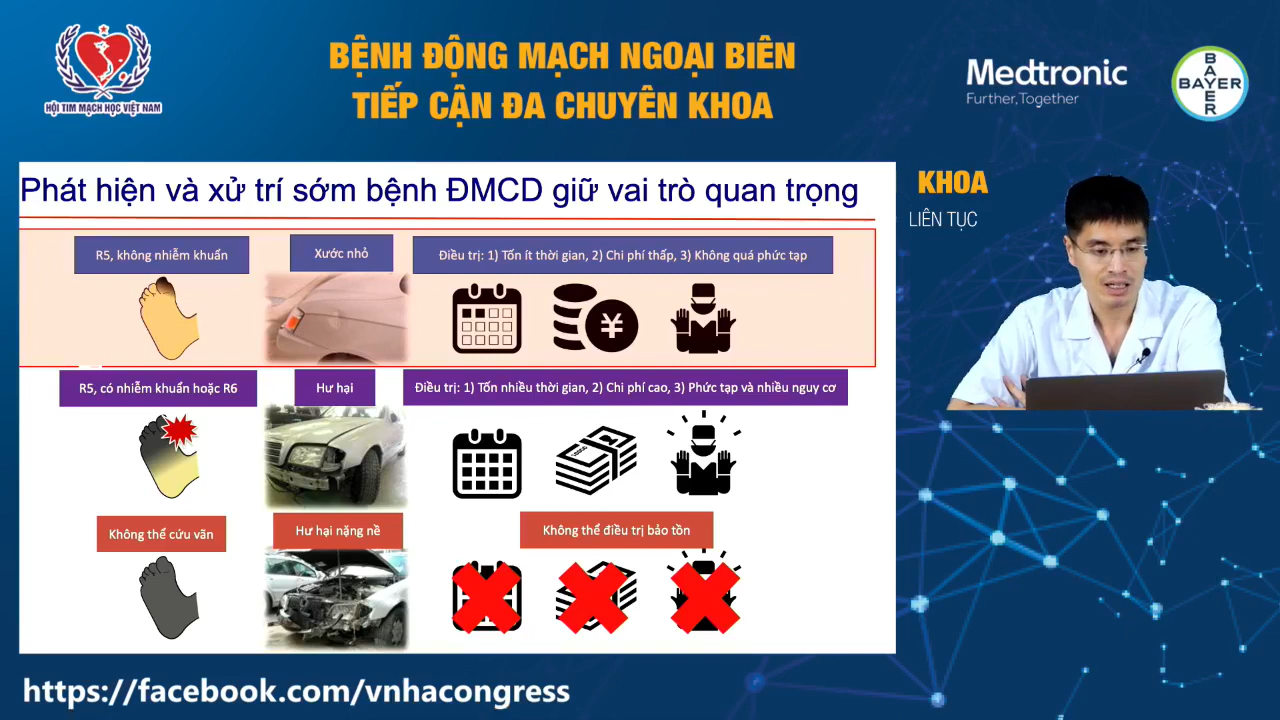 BỆNH ĐỘNG MẠCH NGOẠI BIÊN
TIẾP CẬN ĐA CHUYÊN KHOA
HỘI TIM MẠCH HỌC VIỆT NAM
Medtronic
Further, Together
BAYER
BAYER
Phát hiện và xử trí sớm bệnh ĐMCD giữ vai trò quan trọng
KHOA
LIÊN TỤC
R5, không nhiễm khuẩn
Xước nhỏ
Điều trị: 1) Tốn ít thời gian, 2) Chi phí thấp, 3) Không quá phức tạp
¥
R5, có nhiễm khuẩn hoặc R6
Hư hại
Điều trị: 1) Tốn nhiều thời gian, 2) Chi phí cao, 3) Phức tạp và nhiều nguy cơ
Không thể cứu vãn
Hư hại nặng nề
Không thể điều trị bảo tồn
https://facebook.com/vnhacongress